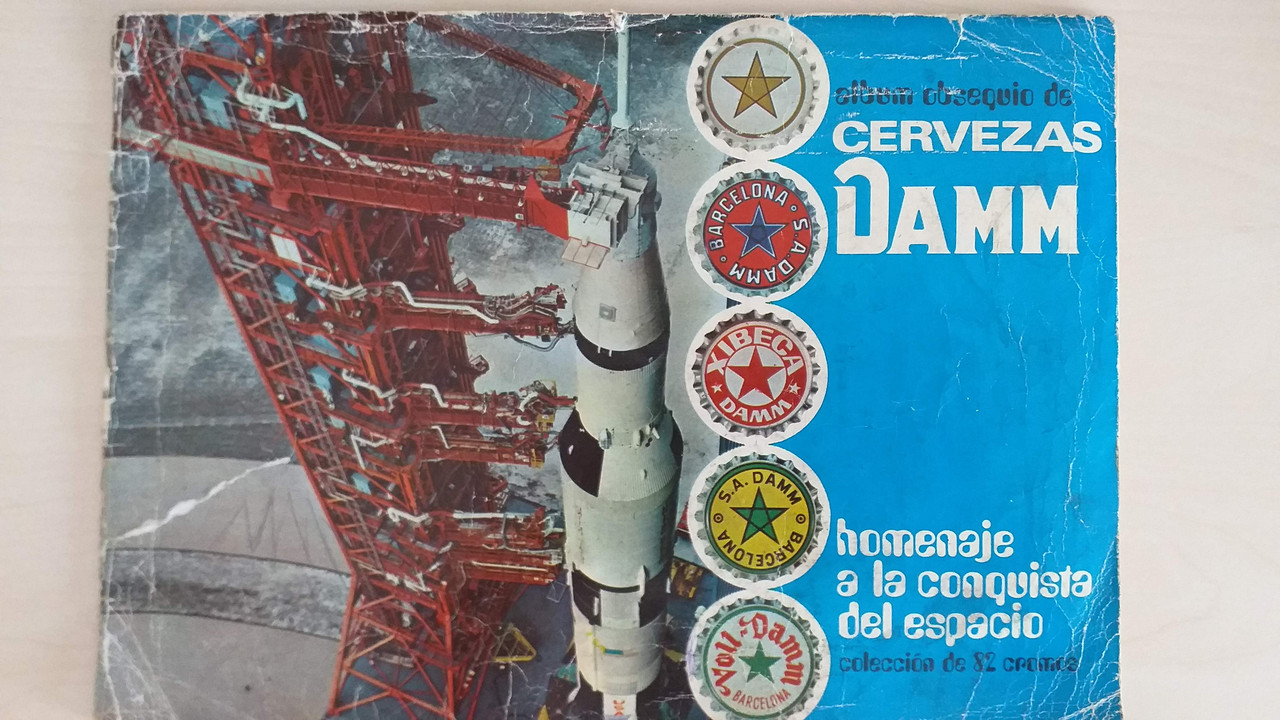 album obsequio de
CERVEZAS
DAMM
BARCELONA · S.A. DAMM
XIBECA
DAMM
S.A. DAMM
BARCELONA
Voll-Damm
BARCELONA
homenaje
a la conquista
del espacio
colección de 82 cromos